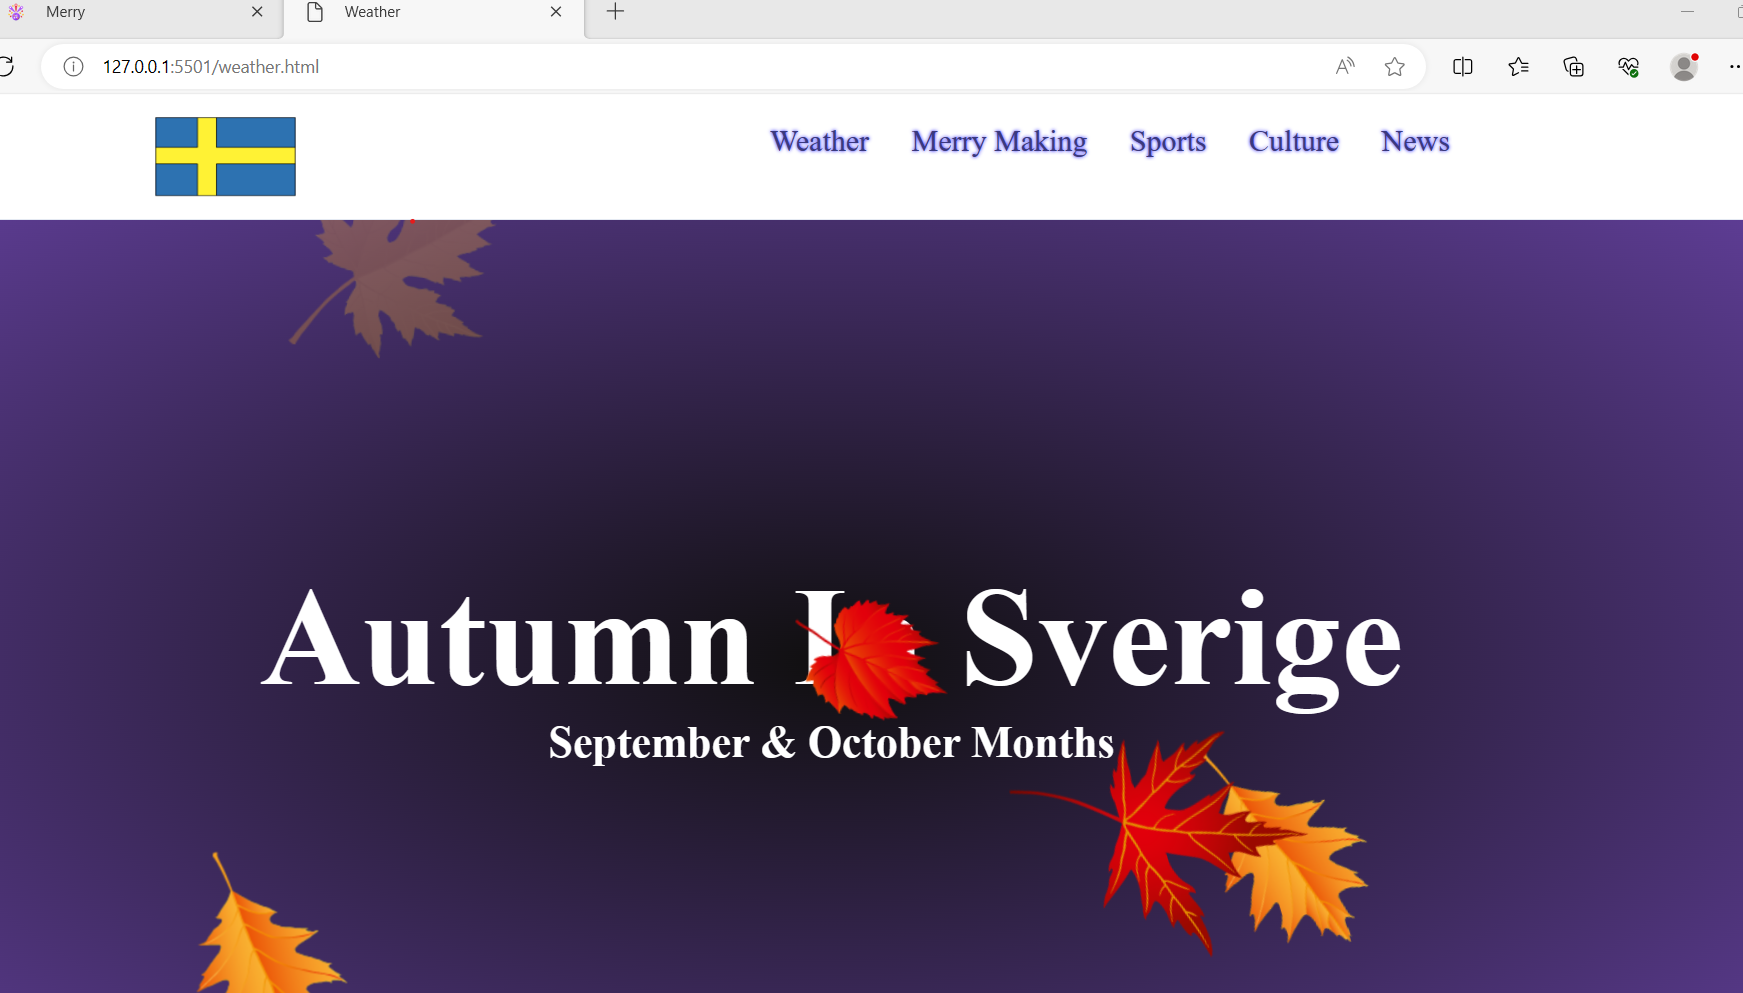 Merry
Weather
127.0.0.1:5501/weather.html
Weather Merry Making Sports Culture News
Autumn In Sverige
September & October Months